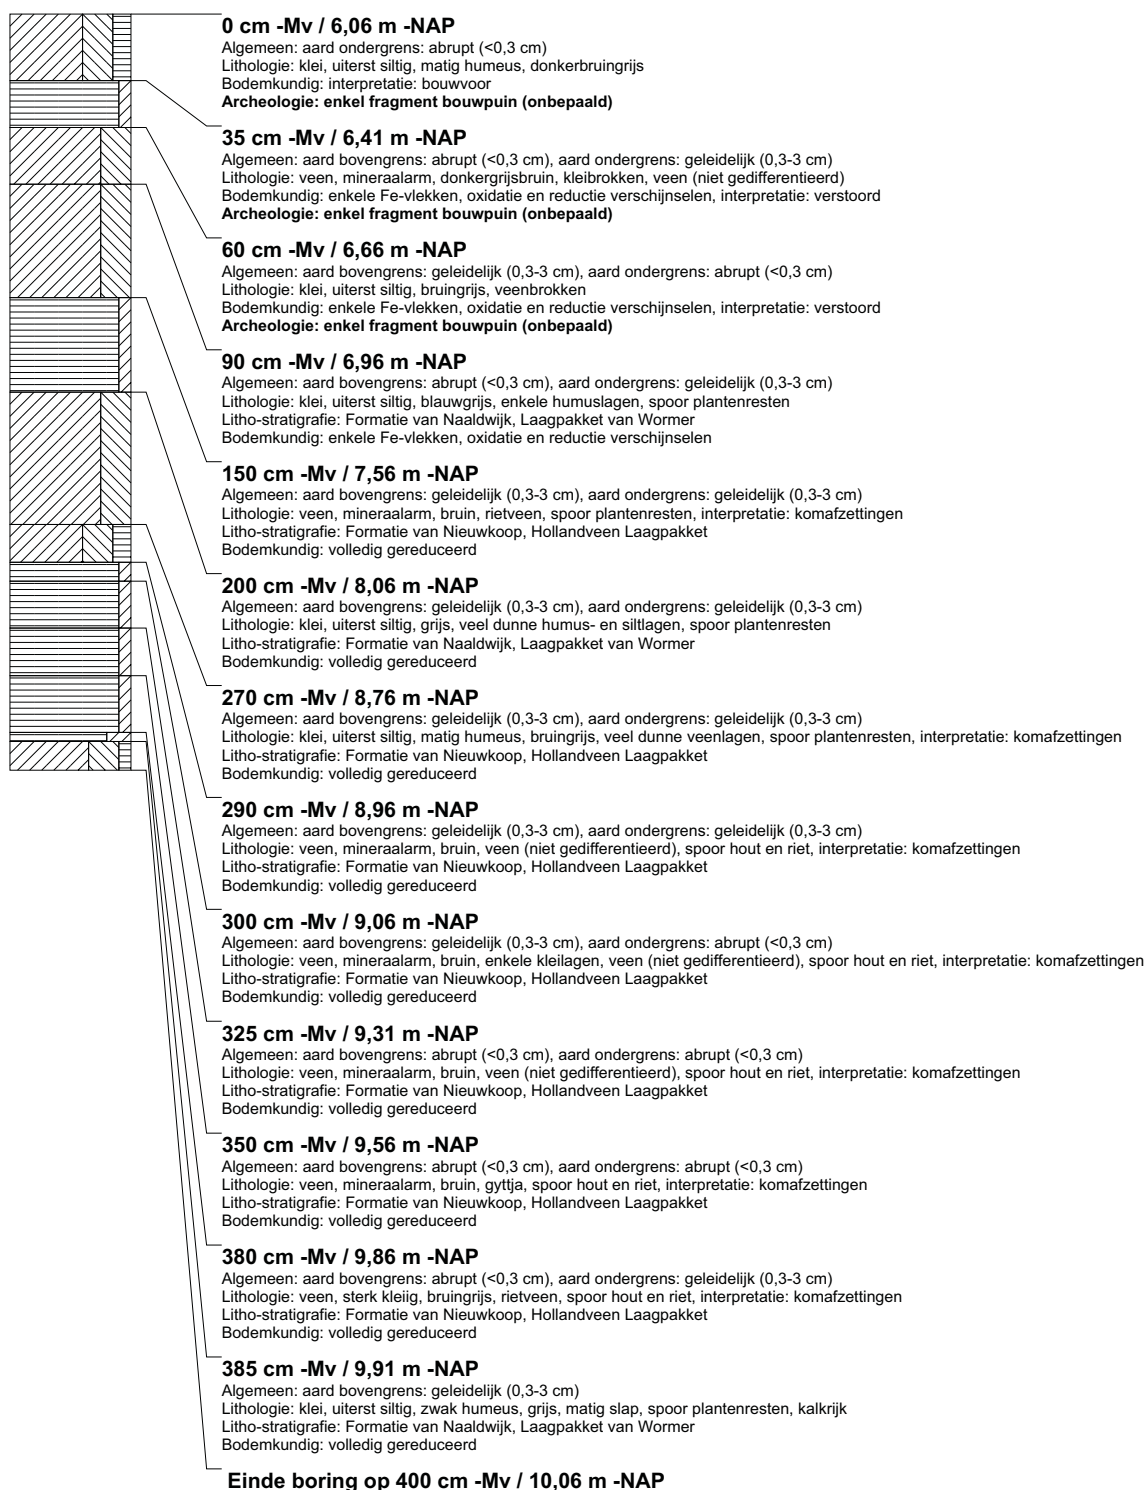 0 cm -Mv / 6,06 m -NAP
Algemeen: aard ondergrens: abrupt (<0,3 cm)
Lithologie: klei, uiterst siltig, matig humeus, donkerbruingrijs
Bodemkundig: interpretatie: bouwvoor
Archeologie: enkel fragment bouwpuin (onbepaald)
35 cm -Mv / 6,41 m -NAP
Algemeen: aard bovengrens: abrupt (<0,3 cm), aard ondergrens: geleidelijk (0,3-3 cm)
Lithologie: veen, mineraalarm, donkergrijsbruin, kleibrokken, veen (niet gedifferentieerd)
Bodemkundig: enkele Fe-vlekken, oxidatie en reductie verschijnselen, interpretatie: verstoord
Archeologie: enkel fragment bouwpuin (onbepaald)
60 cm -Mv / 6,66 m -NAP
Algemeen: aard bovengrens: geleidelijk (0,3-3 cm), aard ondergrens: abrupt (<0,3 cm)
Lithologie: klei, uiterst siltig, bruingrijs, veenbrokken
Bodemkundig: enkele Fe-vlekken, oxidatie en reductie verschijnselen, interpretatie: verstoord
Archeologie: enkel fragment bouwpuin (onbepaald)
90 cm -Mv / 6,96 m -NAP
Algemeen: aard bovengrens: abrupt (<0,3 cm), aard ondergrens: geleidelijk (0,3-3 cm)
Lithologie: klei, uiterst siltig, blauwgrijs, enkele humuslagen, spoor plantenresten
Litho-stratigrafie: Formatie van Naaldwijk, Laagpakket van Wormer
Bodemkundig: enkele Fe-vlekken, oxidatie en reductie verschijnselen
150 cm -Mv / 7,56 m -NAP
Algemeen: aard bovengrens: geleidelijk (0,3-3 cm), aard ondergrens: geleidelijk (0,3-3 cm)
Lithologie: veen, mineraalarm, bruin, rietveen, spoor plantenresten, interpretatie: komafzettingen
Litho-stratigrafie: Formatie van Nieuwkoop, Hollandveen Laagpakket
Bodemkundig: volledig gereduceerd
200 cm -Mv / 8,06 m -NAP
Algemeen: aard bovengrens: geleidelijk (0,3-3 cm), aard ondergrens: geleidelijk (0,3-3 cm)
Lithologie: klei, uiterst siltig, grijs, veel dunne humus- en siltlagen, spoor plantenresten
Litho-stratigrafie: Formatie van Naaldwijk, Laagpakket van Wormer
Bodemkundig: volledig gereduceerd
270 cm -Mv / 8,76 m -NAP
Algemeen: aard bovengrens: geleidelijk (0,3-3 cm), aard ondergrens: geleidelijk (0,3-3 cm)
Lithologie: klei, uiterst siltig, matig humeus, bruingrijs, veel dunne veenlagen, spoor plantenresten, interpretatie: komafzettingen
Litho-stratigrafie: Formatie van Nieuwkoop, Hollandveen Laagpakket
Bodemkundig: volledig gereduceerd
290 cm -Mv / 8,96 m -NAP
Algemeen: aard bovengrens: geleidelijk (0,3-3 cm), aard ondergrens: geleidelijk (0,3-3 cm)
Lithologie: veen, mineraalarm, bruin, veen (niet gedifferentieerd), spoor hout en riet, interpretatie: komafzettingen
Litho-stratigrafie: Formatie van Nieuwkoop, Hollandveen Laagpakket
Bodemkundig: volledig gereduceerd
300 cm -Mv / 9,06 m -NAP
Algemeen: aard bovengrens: geleidelijk (0,3-3 cm), aard ondergrens: abrupt (<0,3 cm)
Lithologie: veen, mineraalarm, bruin, enkele kleilagen, veen (niet gedifferentieerd), spoor hout en riet, interpretatie: komafzettingen
Litho-stratigrafie: Formatie van Nieuwkoop, Hollandveen Laagpakket
Bodemkundig: volledig gereduceerd
325 cm -Mv / 9,31 m -NAP
Algemeen: aard bovengrens: abrupt (<0,3 cm), aard ondergrens: abrupt (<0,3 cm)
Lithologie: veen, mineraalarm, bruin, veen (niet gedifferentieerd), spoor hout en riet, interpretatie: komafzettingen
Litho-stratigrafie: Formatie van Nieuwkoop, Hollandveen Laagpakket
Bodemkundig: volledig gereduceerd
350 cm -Mv / 9,56 m -NAP
Algemeen: aard bovengrens: abrupt (<0,3 cm), aard ondergrens: abrupt (<0,3 cm)
Lithologie: veen, mineraalarm, bruin, gyttja, spoor hout en riet, interpretatie: komafzettingen
Litho-stratigrafie: Formatie van Nieuwkoop, Hollandveen Laagpakket
Bodemkundig: volledig gereduceerd
380 cm -Mv / 9,86 m -NAP
Algemeen: aard bovengrens: abrupt (<0,3 cm), aard ondergrens: geleidelijk (0,3-3 cm)
Lithologie: veen, sterk kleiig, bruingrijs, rietveen, spoor hout en riet, interpretatie: komafzettingen
Litho-stratigrafie: Formatie van Nieuwkoop, Hollandveen Laagpakket
Bodemkundig: volledig gereduceerd
385 cm -Mv / 9,91 m -NAP
Algemeen: aard bovengrens: geleidelijk (0,3-3 cm)
Lithologie: klei, uiterst siltig, zwak humeus, grijs, matig slap, spoor plantenresten, kalkrijk
Litho-stratigrafie: Formatie van Naaldwijk, Laagpakket van Wormer
Bodemkundig: volledig gereduceerd
Einde boring op 400 cm -Mv / 10,06 m -NAP